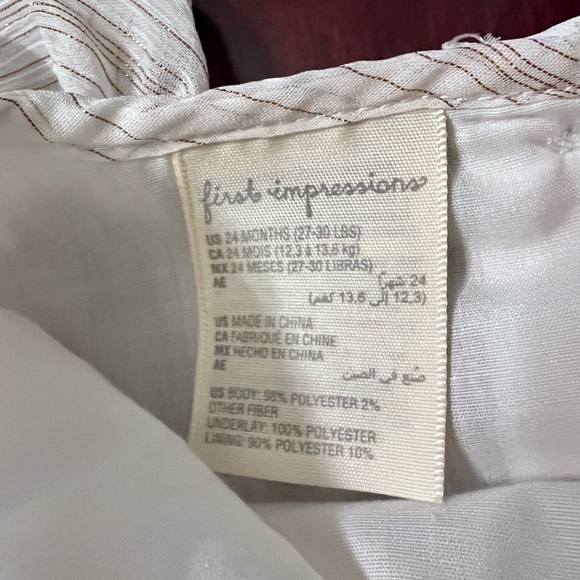 first impressions
US 24 MONTHS (27-30 LBS)
CA 24 MOIS (12,3 à 13,6 kg)
MX 24 MESES (27-30 LIBRAS)
AE 24 شهرًا
(12,3 إلى 13,6 كغم)
US MADE IN CHINA
CA FABRIQUÉ EN CHINE
MX HECHO EN CHINA
AE صُنع في الصين
US BODY: 98% POLYESTER 2%
OTHER FIBER
UNDERLAY: 100% POLYESTER
LINING: 90% POLYESTER 10%